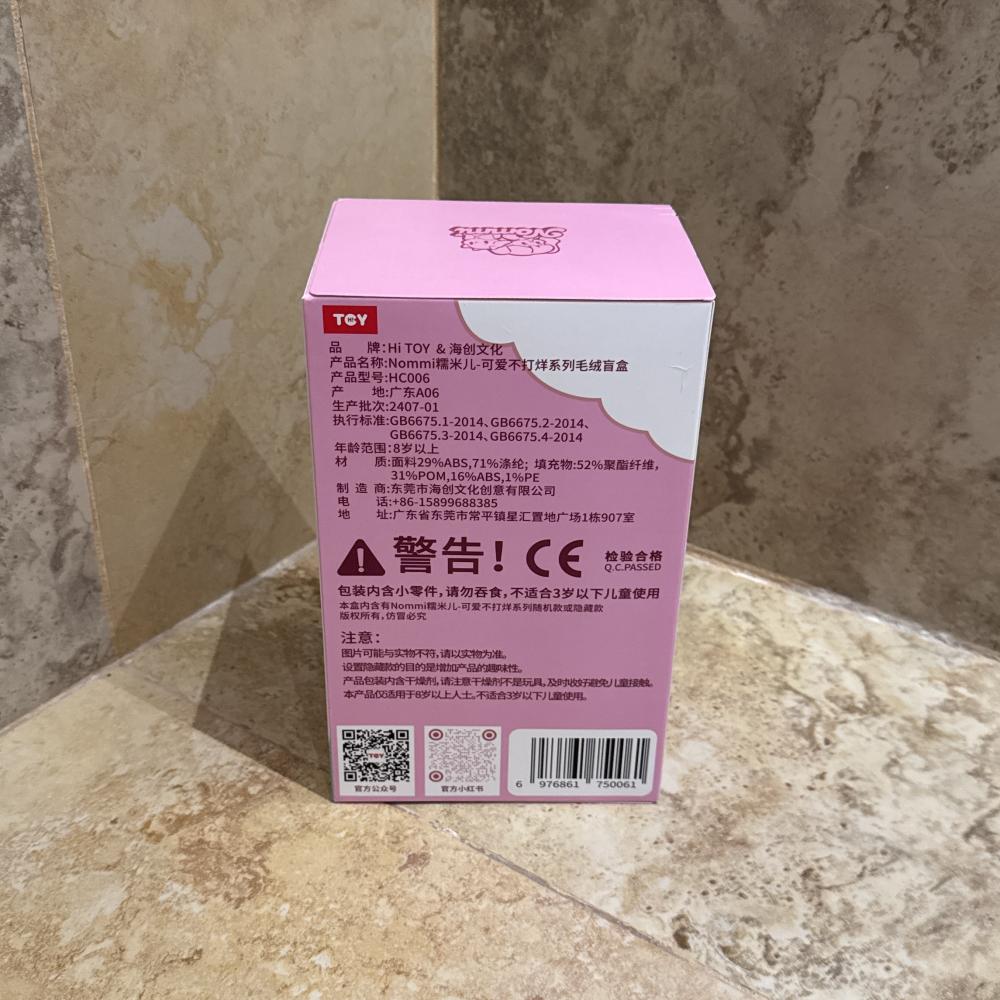 TOY
品 牌:Hi TOY & 海创文化
产品名称:Nommi糯米儿-可爱不打烊系列毛绒盲盒
产品型号:HC006
产 地:广东A06
生产批次:2407-01
执行标准:GB6675.1-2014、GB6675.2-2014、
GB6675.3-2014、GB6675.4-2014
年龄范围:8岁以上
材 质:面料29%ABS,71%涤纶; 填充物:52%聚酯纤维,
31%POM,16%ABS,1%PE
制 造 商:东莞市海创文化创意有限公司
电 话:+86-15899688385
地 址:广东省东莞市常平镇星汇置地广场1栋907室
警告! CE 检验合格
Q.C.PASSED
包装内含小零件,请勿吞食,不适合3岁以下儿童使用
本盒内含有Nommi糯米儿-可爱不打烊系列随机款或隐藏款
版权所有,仿冒必究
注意:
图片可能与实物不符,请以实物为准。
设置隐藏款的目的是增加产品的趣味性。
产品包装内含干燥剂,请注意干燥剂不是玩具,及时收好避免儿童接触。
本产品仅适用于8岁以上人士。不适合3岁以下儿童使用。
TOY
官方公众号
官方小红书
6 976861 750061